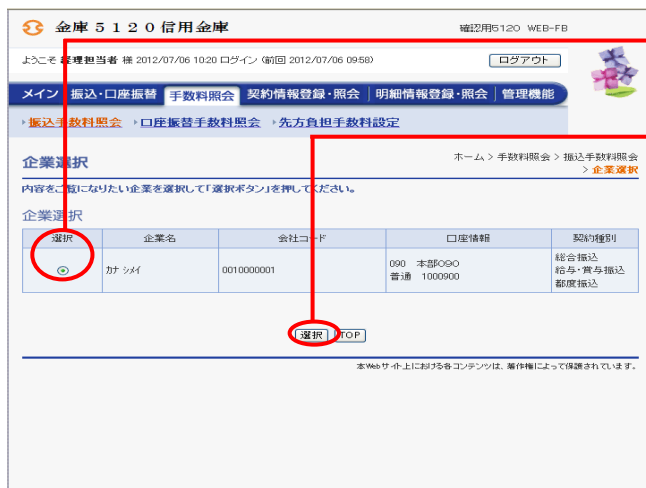 金庫５１２０信用金庫
確認用5120 WEB-FB
ようこそ 経理担当者 様 2012/07/06 10:20 ログイン (前回 2012/07/06 09:58)
ログアウト
メイン 振込・口座振替 手数料照会 契約情報登録・照会 明細情報登録・照会 管理機能
振込手数料照会 口座振替手数料照会 先方負担手数料設定
企業選択
ホーム > 手数料照会 > 振込手数料照会
> 企業選択
内容をご覧になりたい企業を選択して「選択ボタン」を押してください。
企業選択
選択 企業名 会社コード 口座情報 契約種別
カナ シメイ 0010000001 090 本部090 総合振込
普通 1000900 給与・賞与振込
都度振込
選択 TOP
本Webサイト上における各コンテンツは、著作権によって保護されています。